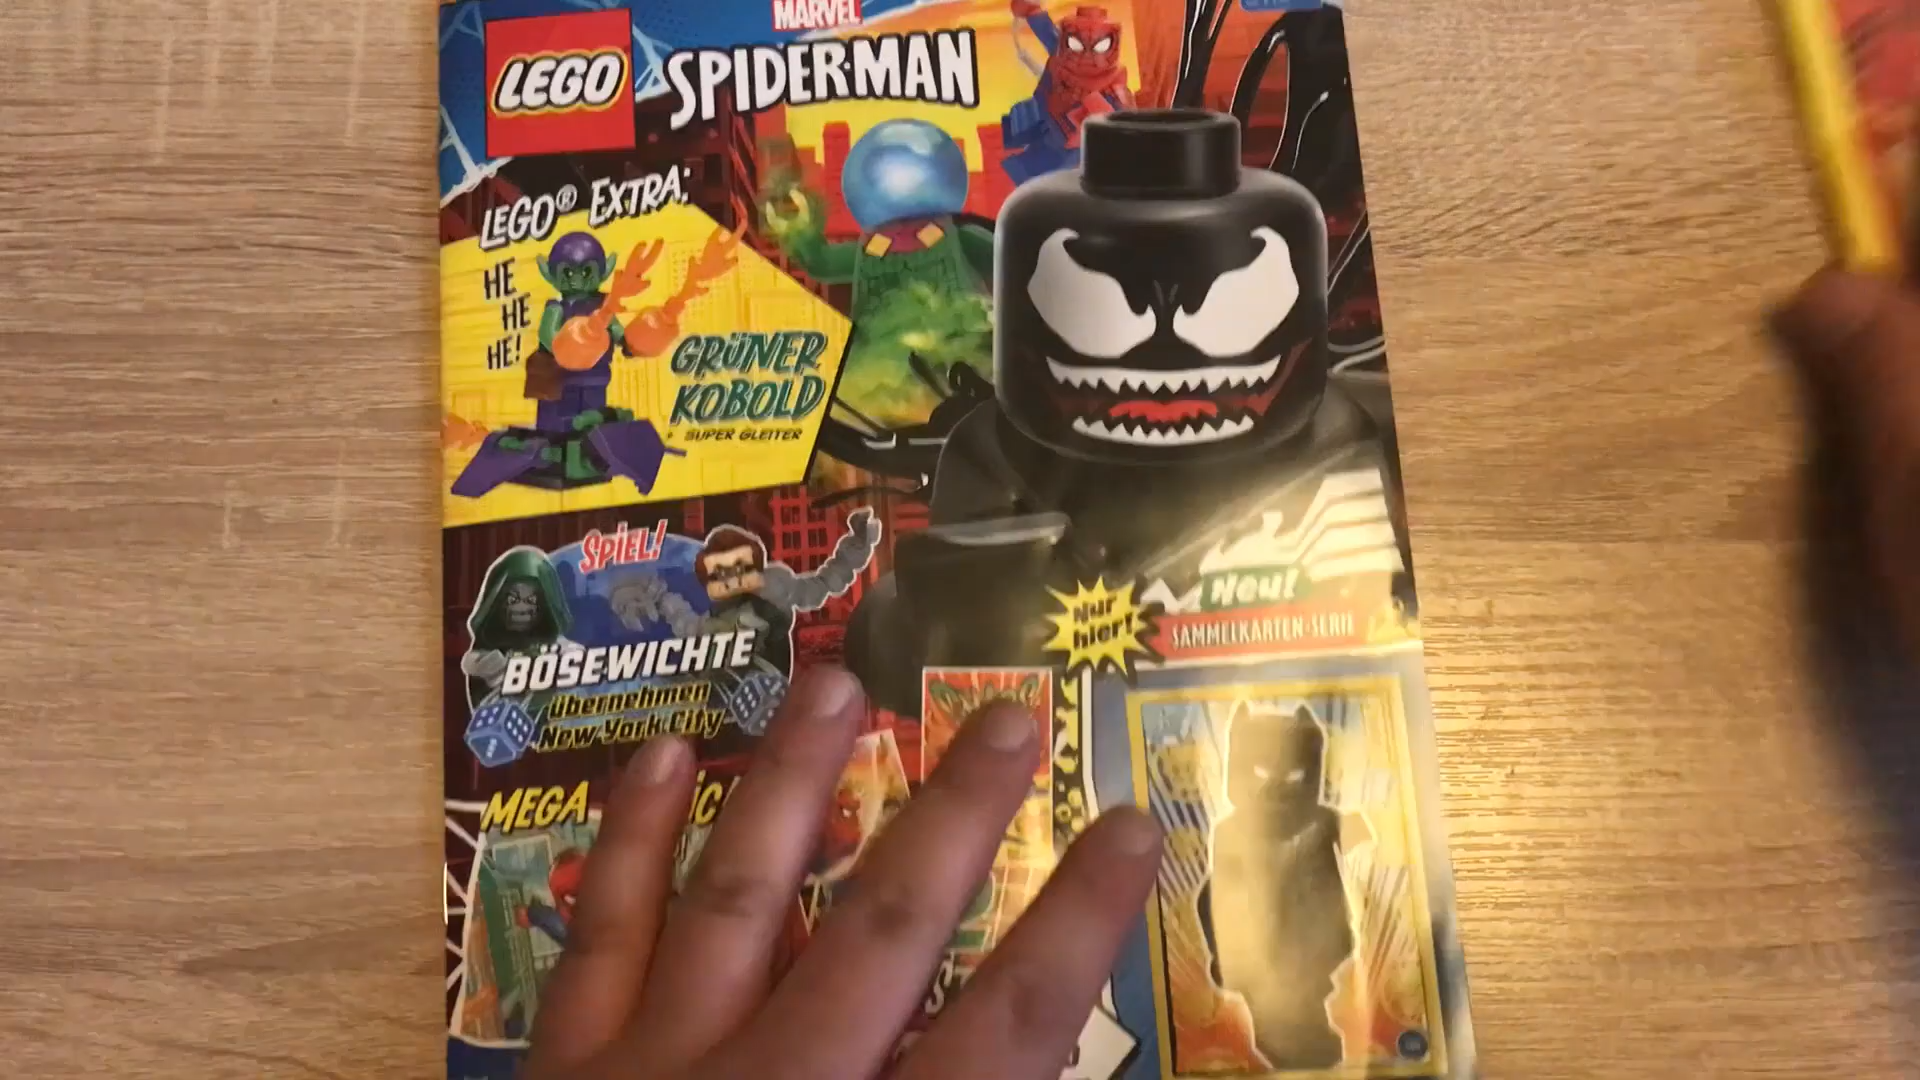 MARVEL
LEGO SPIDER-MAN
LEGO® EXTRA:
HE
HE
HE!
GRÜNER
KOBOLD
+ SUPER GLEITER
SPiEL!
BÖSEWICHTE
übernehmen
New York City
Nur
hier!
Neu!
SAMMELKARTEN-SERIE
MEGA